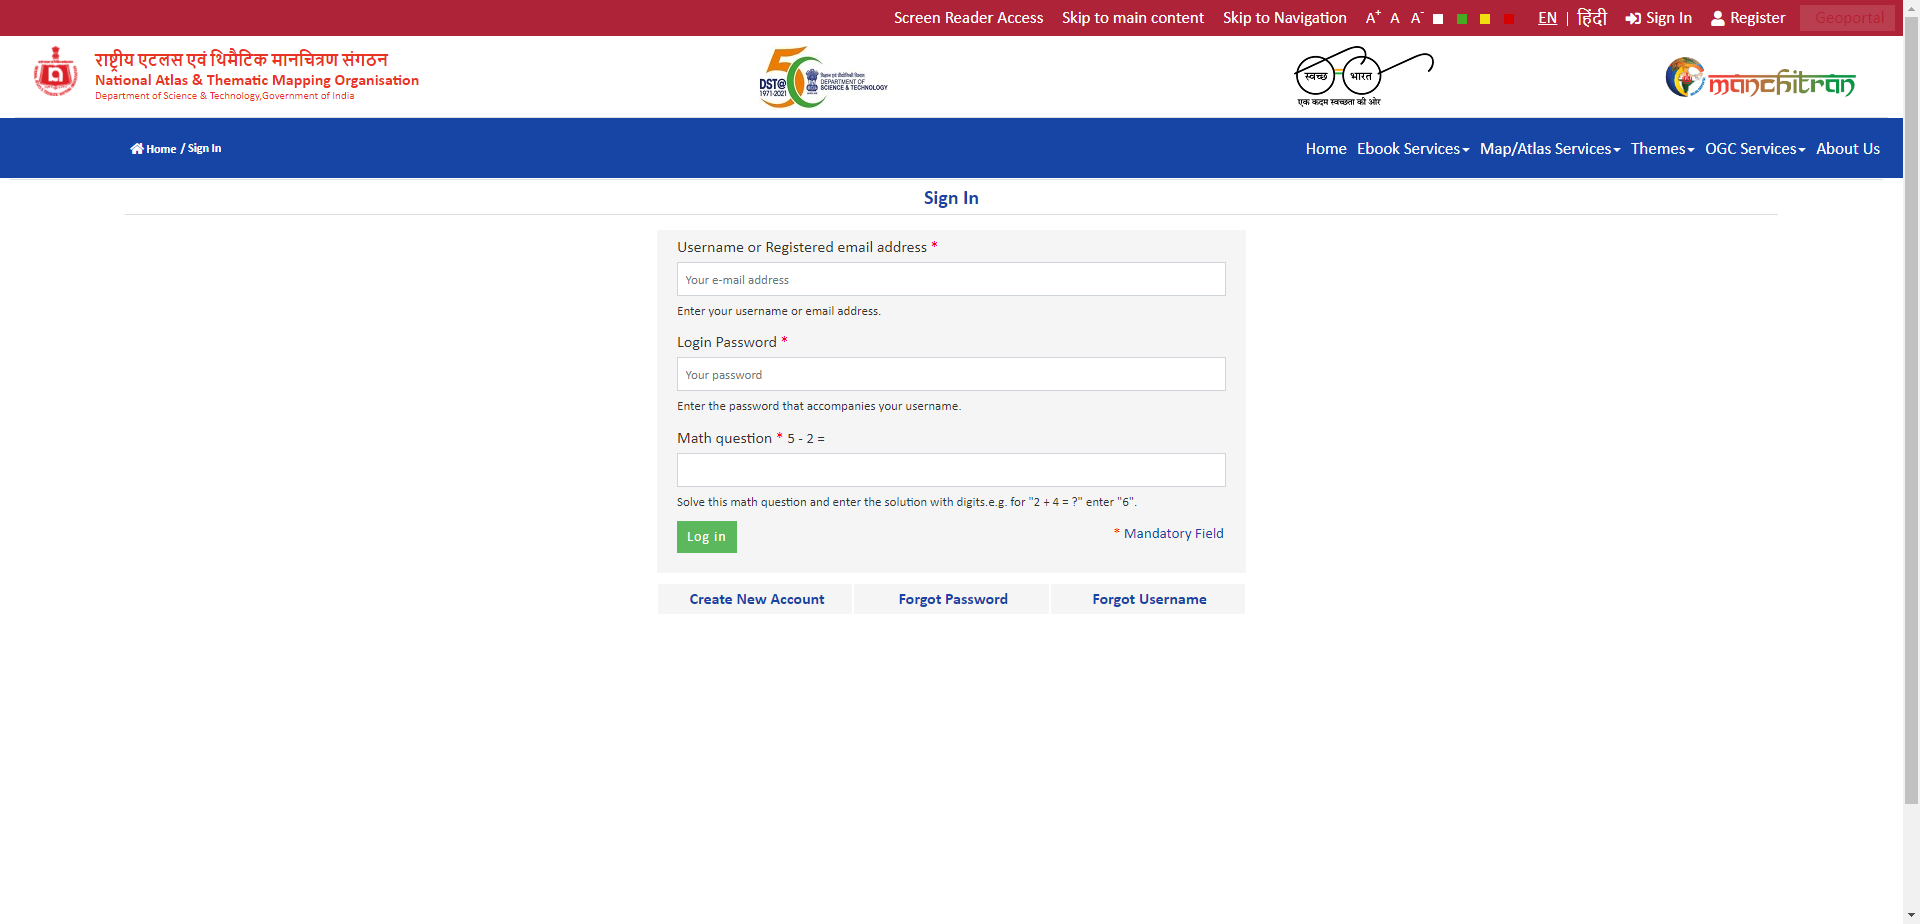 Screen Reader Access Skip to main content Skip to Navigation A+ A A- EN | हिंदी Sign In Register Geoportal
राष्ट्रीय एटलस एवं थिमैटिक मानचित्रण संगठन
National Atlas & Thematic Mapping Organisation
Department of Science & Technology,Government of India
50
DST@
1971-2021
विज्ञान एवं प्रौद्योगिकी विभाग
DEPARTMENT OF
SCIENCE & TECHNOLOGY
स्वच्छ भारत
एक कदम स्वच्छता की ओर
manchitran
Home / Sign In
Home Ebook Services Map/Atlas Services Themes OGC Services About Us
Sign In
Username or Registered email address *
Your e-mail address
Enter your username or email address.
Login Password *
Your password
Enter the password that accompanies your username.
Math question * 5 - 2 =
Solve this math question and enter the solution with digits.e.g. for "2 + 4 = ?" enter "6".
Log in
* Mandatory Field
Create New Account Forgot Password Forgot Username